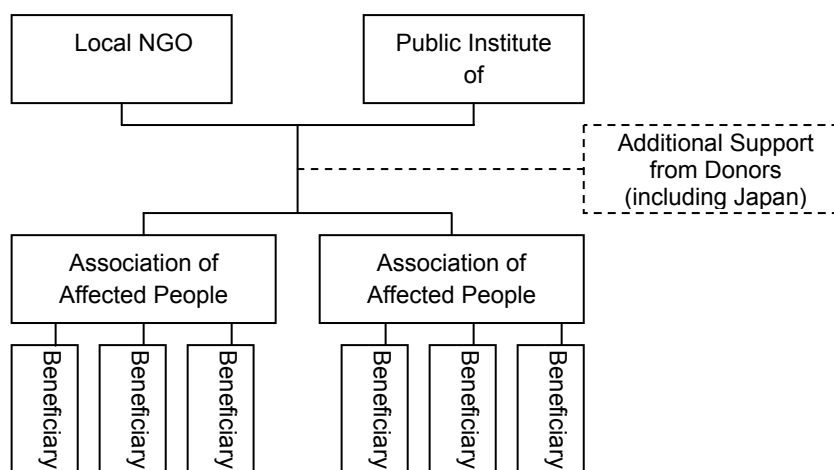 Local NGO
Public Institute
of
Additional Support
from Donors
(including Japan)
Association of
Affected People
Association of
Affected People
Beneficiary
Beneficiary
Beneficiary
Beneficiary
Beneficiary
Beneficiary